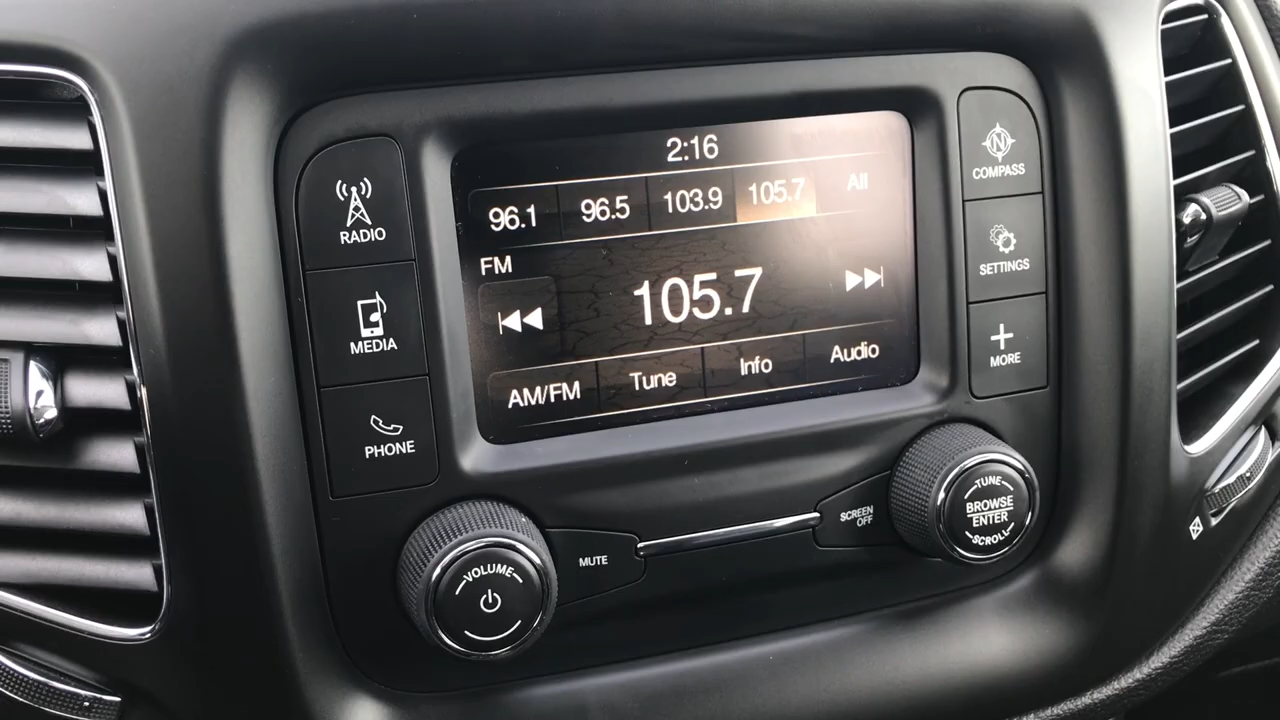 2:16
96.1 96.5 103.9 105.7 All
FM
105.7
AM/FM Tune Info Audio
RADIO
MEDIA
PHONE
N
COMPASS
SETTINGS
MORE
VOLUME
MUTE
SCREEN
OFF
TUNE
BROWSE
ENTER
SCROLL